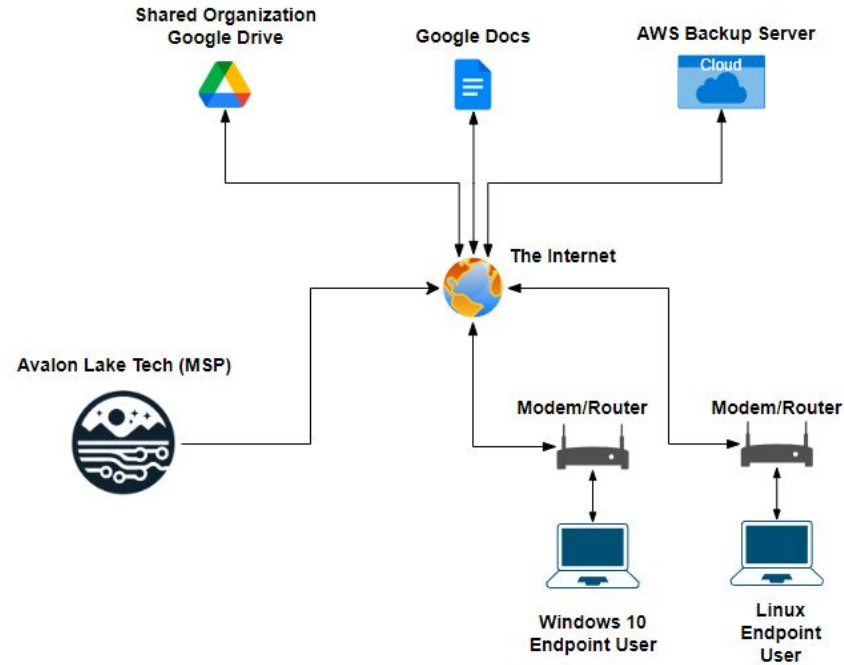 Shared Organization
Google Drive
Google Docs
AWS Backup Server
Cloud
The Internet
Avalon Lake Tech (MSP)
Modem/Router
Modem/Router
Windows 10
Endpoint User
Linux
Endpoint
User